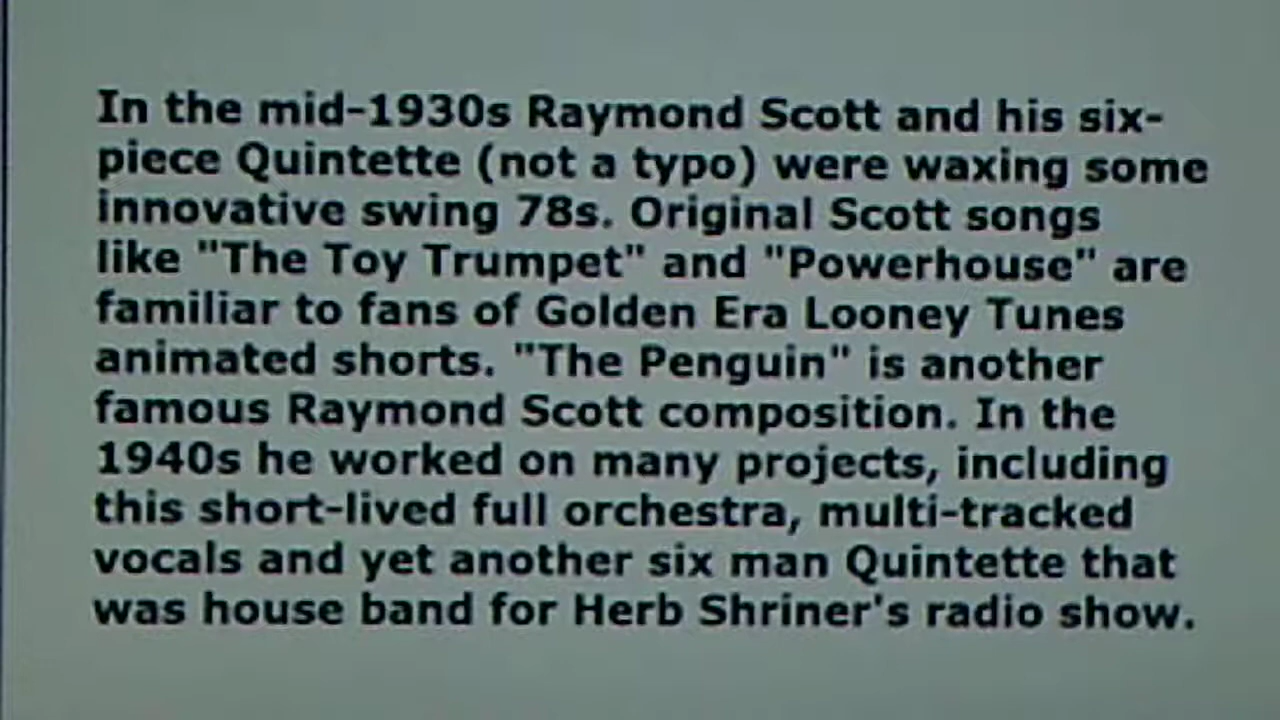 In the mid-1930s Raymond Scott and his six-
piece Quintette (not a typo) were waxing some
innovative swing 78s. Original Scott songs
like "The Toy Trumpet" and "Powerhouse" are
familiar to fans of Golden Era Looney Tunes
animated shorts. "The Penguin" is another
famous Raymond Scott composition. In the
1940s he worked on many projects, including
this short-lived full orchestra, multi-tracked
vocals and yet another six man Quintette that
was house band for Herb Shriner's radio show.